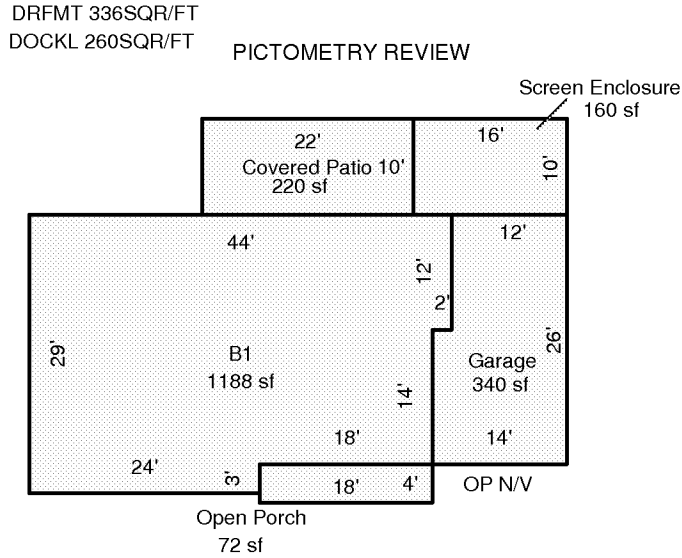 DRFMT 336SQR/FT
DOCKL 260SQR/FT
PICTOMETRY REVIEW
Screen Enclosure
160 sf
22'
16'
Covered Patio 10'
220 sf
10'
44'
12'
12'
2'
29'
B1
1188 sf
26'
Garage
340 sf
14'
18'
14'
24'
3'
18'
4'
OP N/V
Open Porch
72 sf